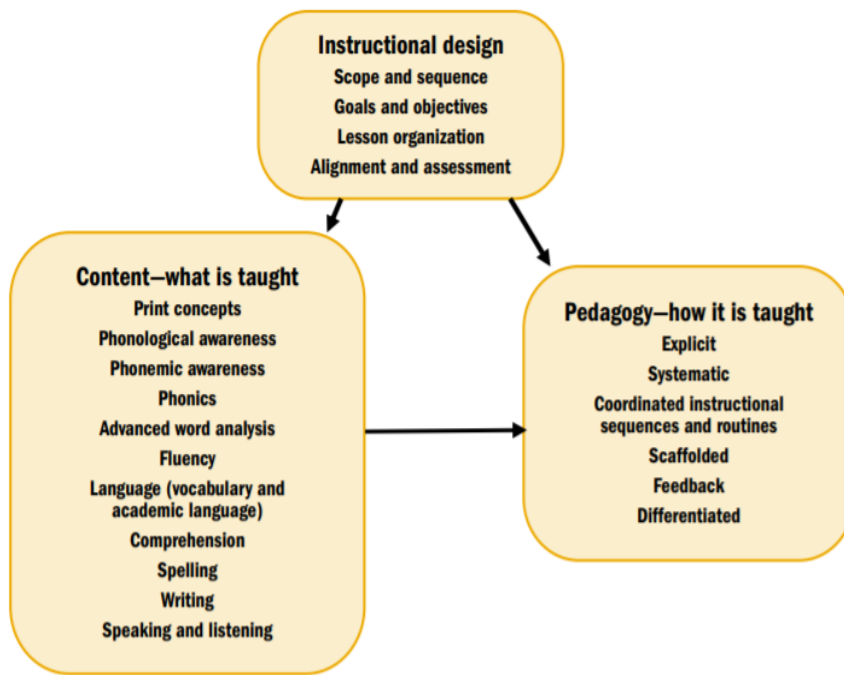 Instructional design
Scope and sequence
Goals and objectives
Lesson organization
Alignment and assessment
Content—what is taught
Print concepts
Phonological awareness
Phonemic awareness
Phonics
Advanced word analysis
Fluency
Language (vocabulary and
academic language)
Comprehension
Spelling
Writing
Speaking and listening
Pedagogy—how it is taught
Explicit
Systematic
Coordinated instructional
sequences and routines
Scaffolded
Feedback
Differentiated